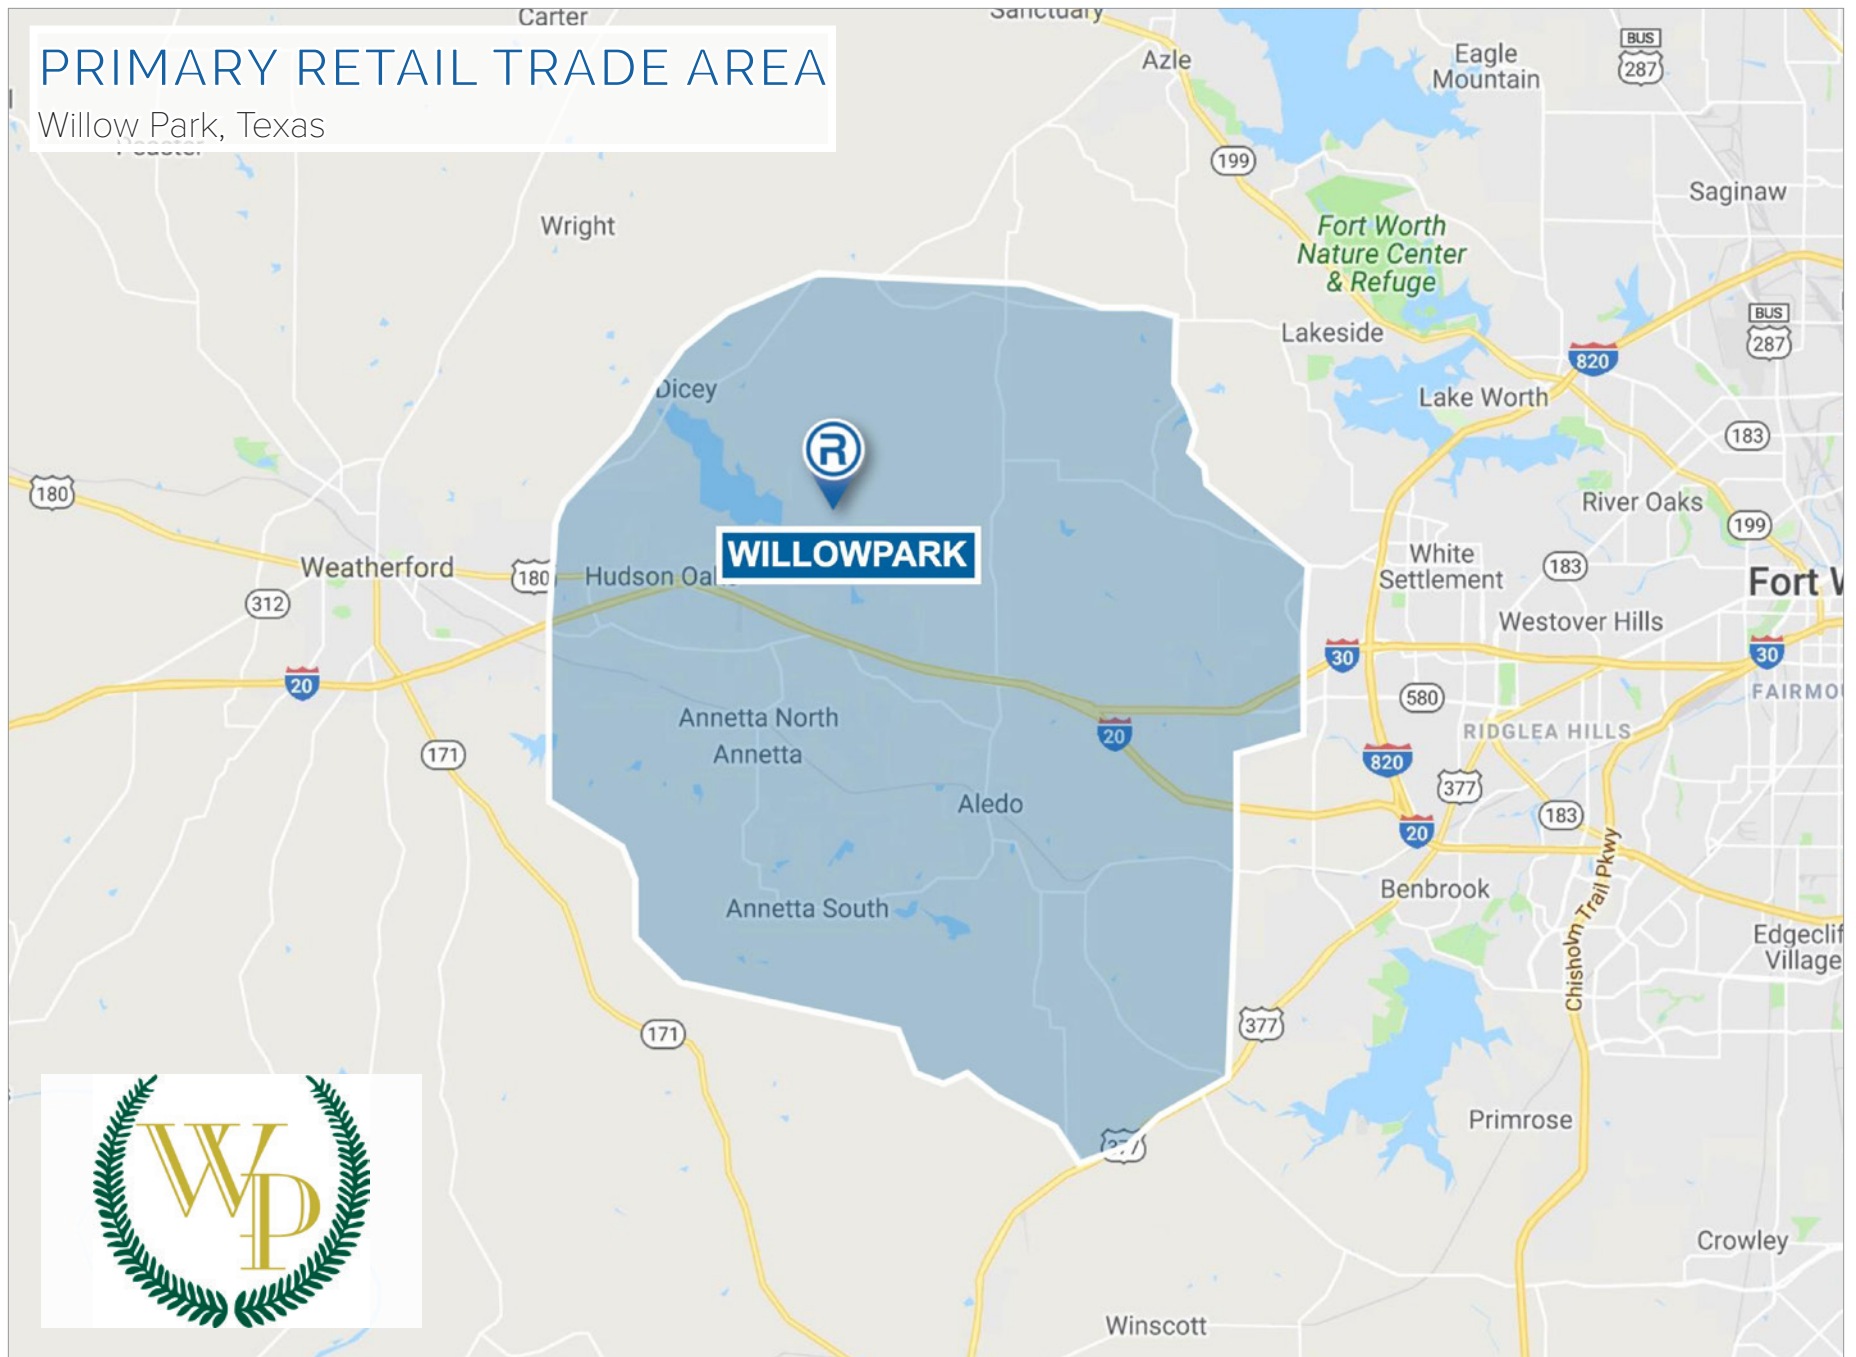 Carter
Sanctuary
PRIMARY RETAIL TRADE AREA
Willow Park, Texas
Azle
Eagle
Mountain
BUS
287
199
Saginaw
Wright
Fort Worth
Nature Center
& Refuge
Lakeside
BUS
287
820
Dicey
Lake Worth
183
R
180
River Oaks
199
WILLOWPARK
White
Settlement
183
Weatherford
180
Hudson
Fort
312
Westover Hills
30
30
20
580
FAIRMO
Annetta North
Annetta
20
RIDGLEA HILLS
171
820
377
Aledo
183
20
Benbrook
Annetta South
Chisholm Trail Pkwy
Edgeclif
Village
377
171
WP
377
Primrose
Crowley
Winscott